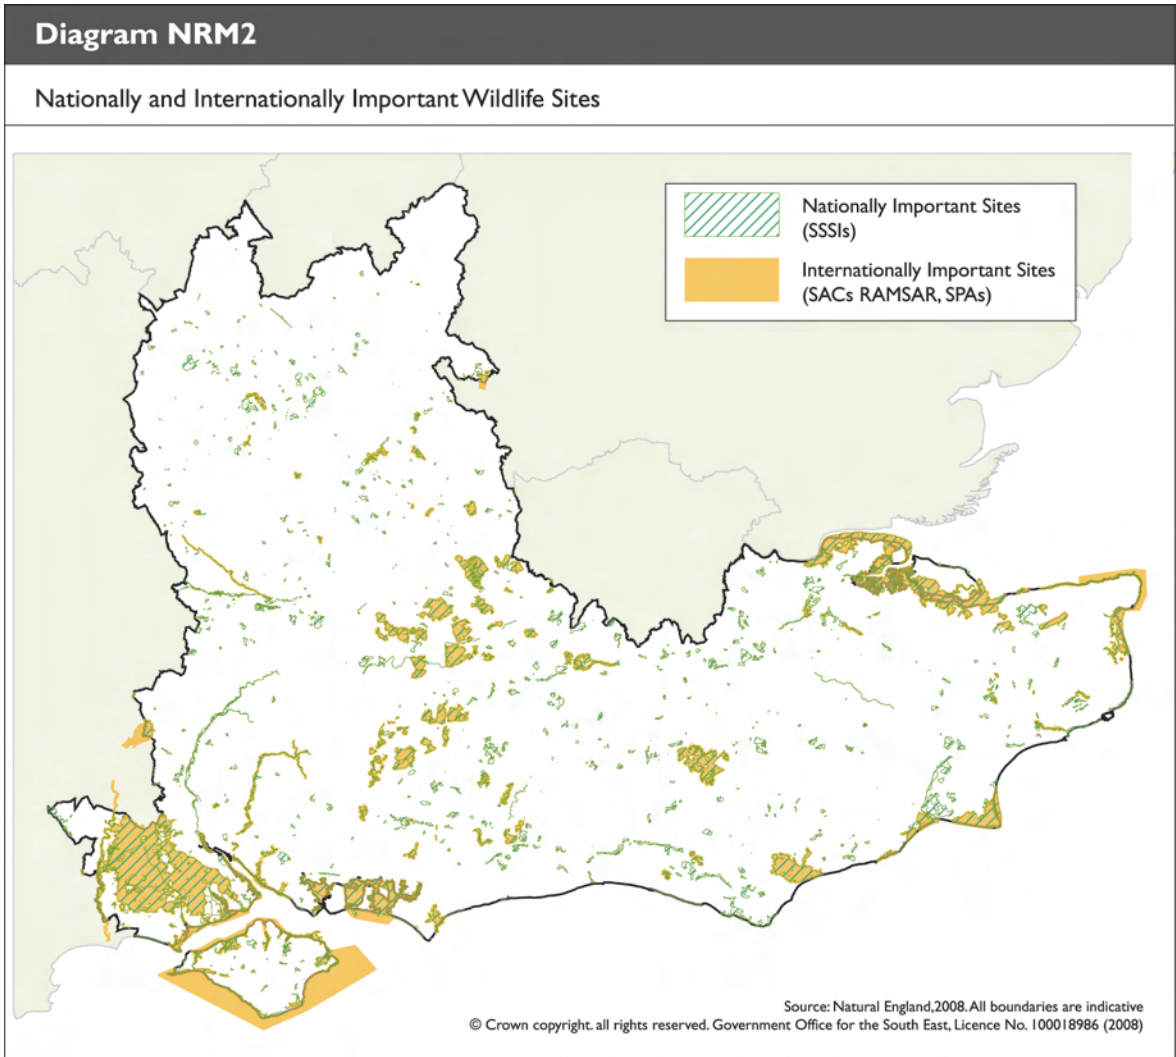 Diagram NRM2
Nationally and Internationally Important Wildlife Sites
Nationally Important Sites
(SSSIs)
Internationally Important Sites
(SACs RAMSAR, SPAs)
Source: Natural England,2008. All boundaries are indicative
© Crown copyright. all rights reserved. Government Office for the South East, Licence No. 100018986 (2008)